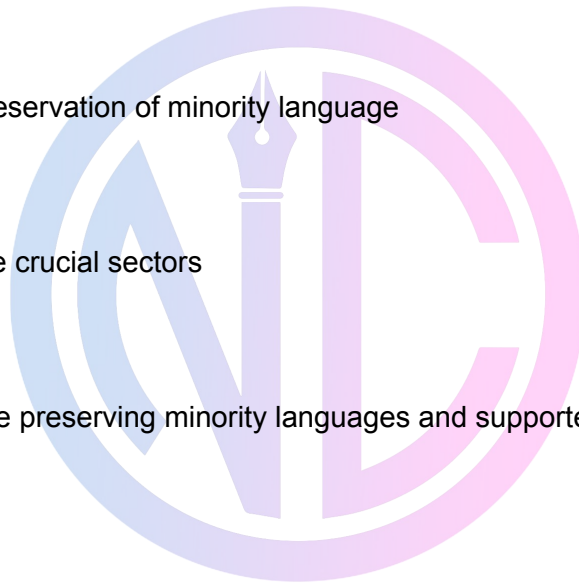 eservation of minority language
e crucial sectors
e preserving minority languages and supporte